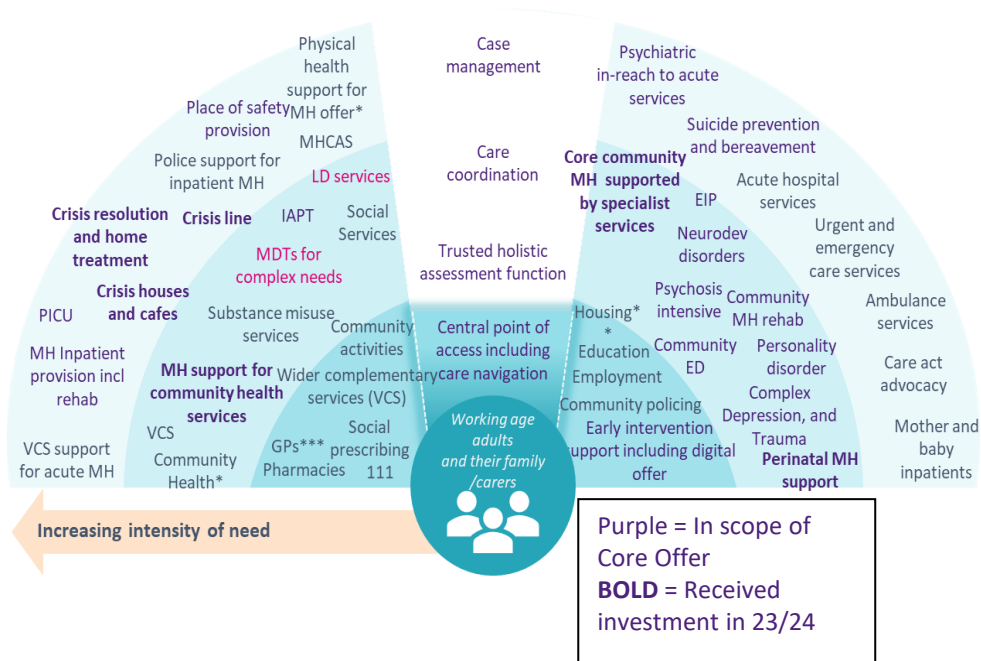 Physical
health
support for
MH offer*
Place of safety
provision
MHCAS
Police support for
inpatient MH
LD services
Crisis resolution
and home
treatment
Crisis line
IAPT
Social
Services
MDTs for
complex needs
Crisis houses
and cafes
PICU
Substance misuse
services
Community
activities
MH Inpatient
provision incl
rehab
MH support for
community health
services
Wider complementary
services (VCS)
VCS support
for acute MH
VCS
Community
Health*
GPs***
Pharmacies
Social
prescribing
111
Case
management
Care
coordination
Trusted holistic
assessment function
Central point of
access including
care navigation
Working age
adults
and their family
/carers
Psychiatric
in-reach to acute
services
Suicide prevention
and bereavement
Core community
MH supported
by specialist
services
EIP
Acute hospital
services
Neurodev
disorders
Urgent and
emergency
care services
Psychosis
intensive
Community
MH rehab
Ambulance
services
Housing*
*
Education
Employment
Community
ED
Personality
disorder
Care act
advocacy
Community policing
Complex
Depression, and
Trauma
Early intervention
support including digital
offer
Perinatal MH
support
Mother and
baby
inpatients
Increasing intensity of need
Purple = In scope of
Core Offer
BOLD = Received
investment in 23/24